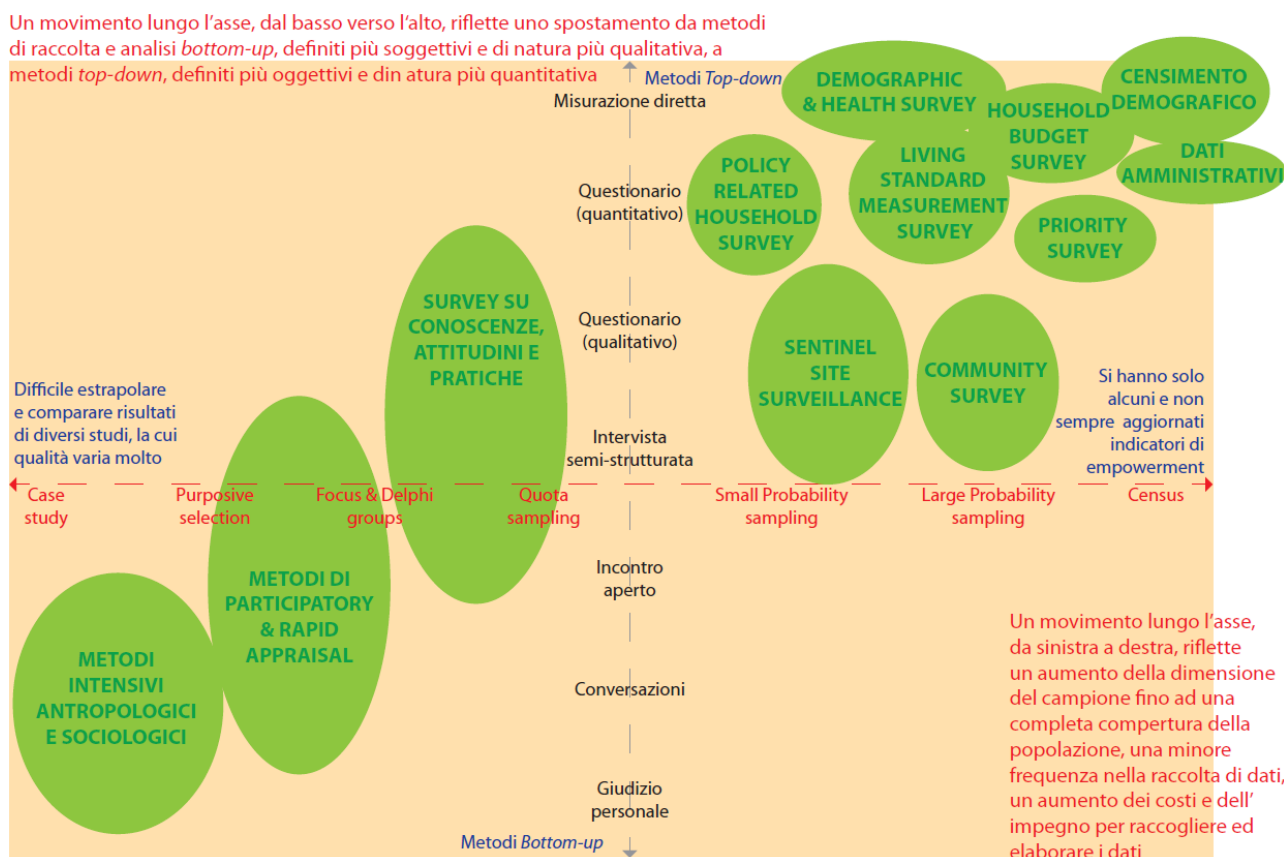 Un movimento lungo l'asse, dal basso verso l'alto, riflette uno spostamento da metodi
di raccolta e analisi bottom-up, definiti più soggettivi e di natura più qualitativa, a
metodi top-down, definiti più oggettivi e din atura più quantitativa
Metodi Top-down
Misurazione diretta
DEMOGRAPHIC
& HEALTH SURVEY
CENSIMENTO
DEMOGRAFICO
HOUSEHOLD
BUDGET
SURVEY
DATI
AMMINISTRATIVI
POLICY
RELATED
HOUSEHOLD
SURVEY
LIVING
STANDARD
MEASUREMENT
SURVEY
PRIORITY
SURVEY
Questionario
(quantitativo)
SURVEY SU
CONOSCENZE,
ATTITUDINI E
PRATICHE
Questionario
(qualitativo)
SENTINEL
SITE
SURVEILLANCE
COMMUNITY
SURVEY
Difficile estrapolare
e comparare risultati
di diversi studi, la cui
qualità varia molto
Si hanno solo
alcuni e non
sempre aggiornati
indicatori di
empowerment
Intervista
semi-strutturata
Case
study
Purposive
selection
Focus & Delphi
groups
Quota
sampling
Small Probability
sampling
Large Probability
sampling
Census
Incontro
aperto
METODI DI
PARTICIPATORY
& RAPID
APPRAISAL
METODI
INTENSIVI
ANTROPOLOGICI
E SOCIOLOGICI
Conversazioni
Giudizio
personale
Metodi Bottom-up
Un movimento lungo l'asse,
da sinistra a destra, riflette
un aumento della dimensione
del campione fino ad una
completa compertura della
popolazione, una minore
frequenza nella raccolta di dati,
un aumento dei costi e dell'
impegno per raccogliere ed
elaborare i dati